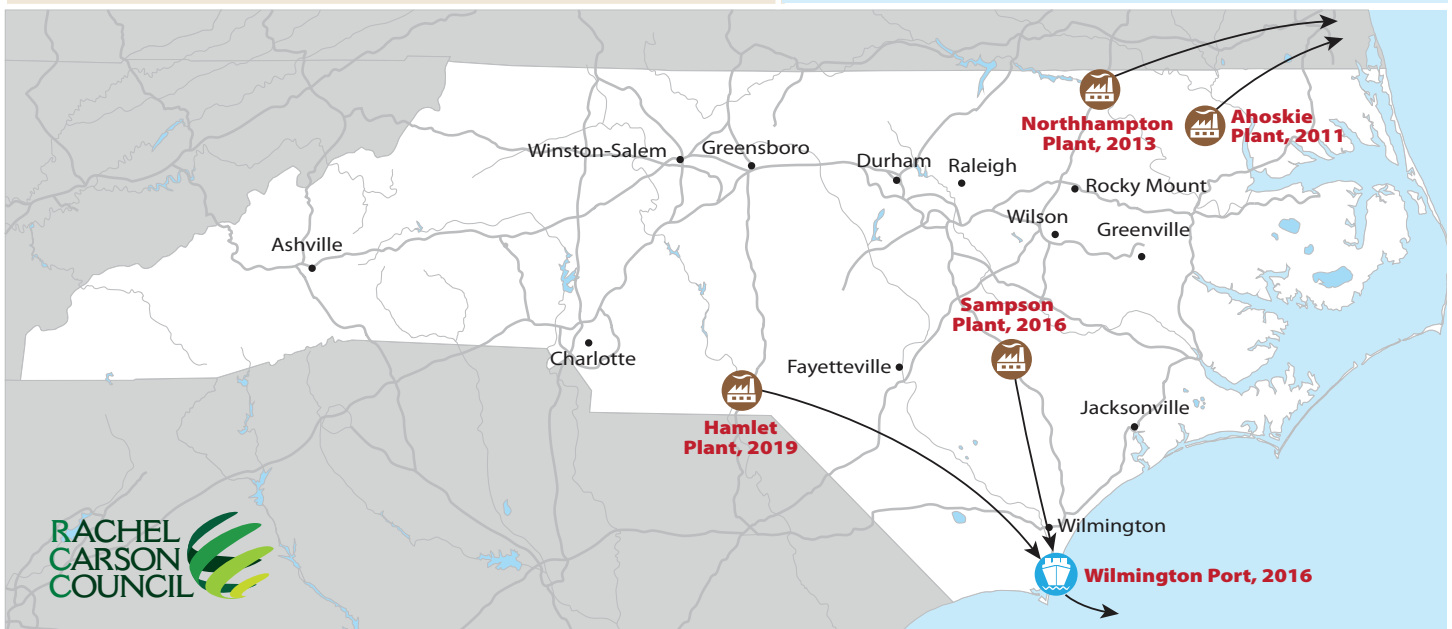 Northhampton
Plant, 2013
Ahoskie
Plant, 2011
Winston-Salem
Greensboro
Durham
Raleigh
Rocky Mount
Wilson
Greenville
Ashville
Sampson
Plant, 2016
Charlotte
Fayetteville
Hamlet
Plant, 2019
Jacksonville
Wilmington
Wilmington Port, 2016
RACHEL
CARSON
COUNCIL